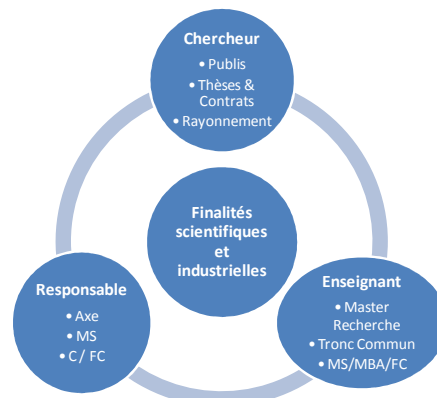 Chercheur
• Publis
• Thèses &
Contrats
• Rayonnement
Finalités
scientifiques
et
industrielles
Responsable
• Axe
• MS
• C/ FC
Enseignant
• Master
Recherche
• Tronc Commun
• MS/MBA/FC